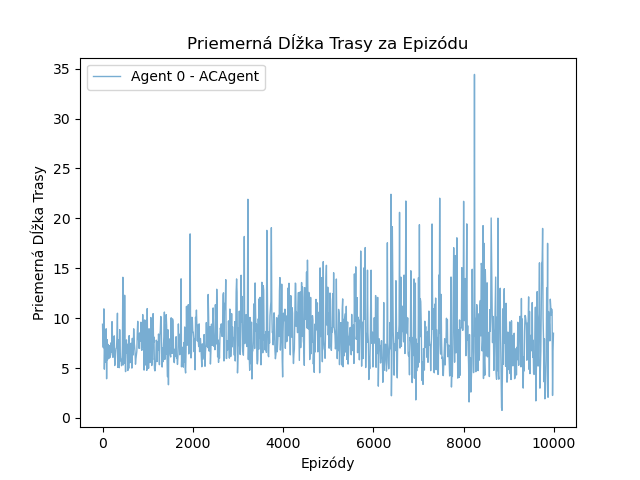 Priemerná Dĺžka Trasy za Epizódu
Agent 0 - ACAgent
Priemerná Dĺžka Trasy
35
30
25
20
15
10
5
0
0 2000 4000 6000 8000 10000
Epizódy